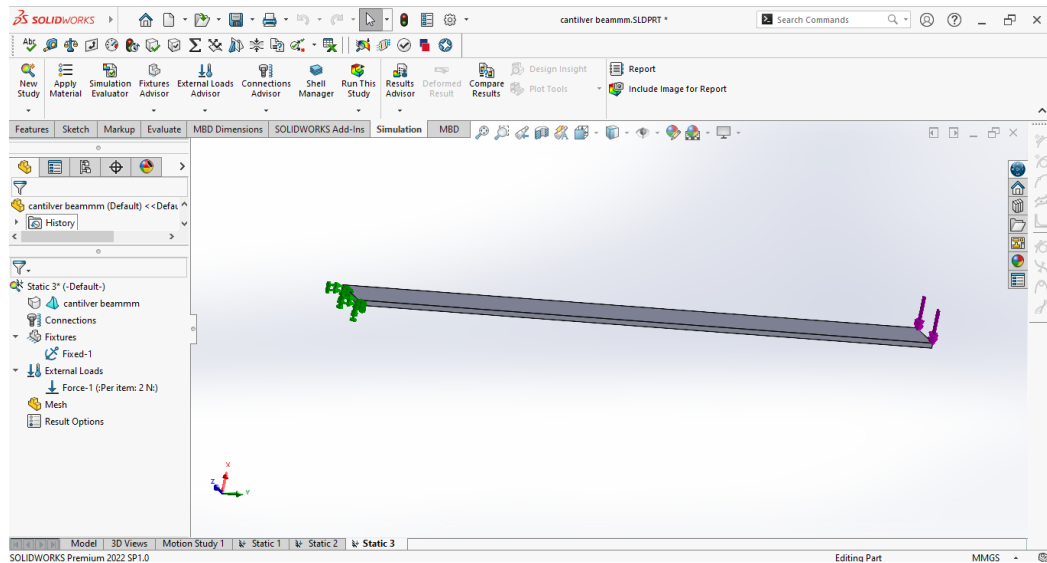 SOLIDWORKS
cantilver beammm.SLDPRT *
Search Commands
New Study
Apply Material
Simulation Evaluator
Fixtures Advisor
External Loads Advisor
Connections Advisor
Shell Manager
Run This Study
Results Advisor
Deformed Result
Compare Results
Design Insight
Plot Tools
Report
Include Image for Report
Features Sketch Markup Evaluate MBD Dimensions SOLIDWORKS Add-Ins Simulation MBD
cantilver beammm (Default) <<Defau
History
Static 3* (-Default-)
cantilver beammm
Connections
Fixtures
Fixed-1
External Loads
Force-1 (:Per item: 2 N:)
Mesh
Result Options
X
Z
Y
Model 3D Views Motion Study 1 Static 1 Static 2 Static 3
SOLIDWORKS Premium 2022 SP1.0 Editing Part MMGS